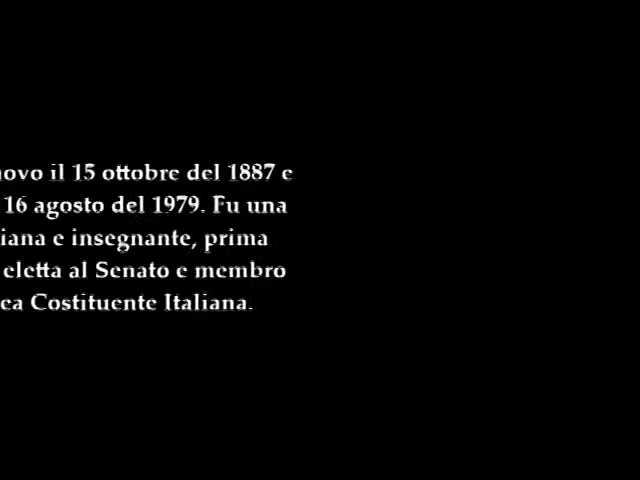 ovo il 15 ottobre del 1887 e
16 agosto del 1979. Fu una
iana e insegnante, prima
eletta al Senato e membro
ea Costituente Italiana.